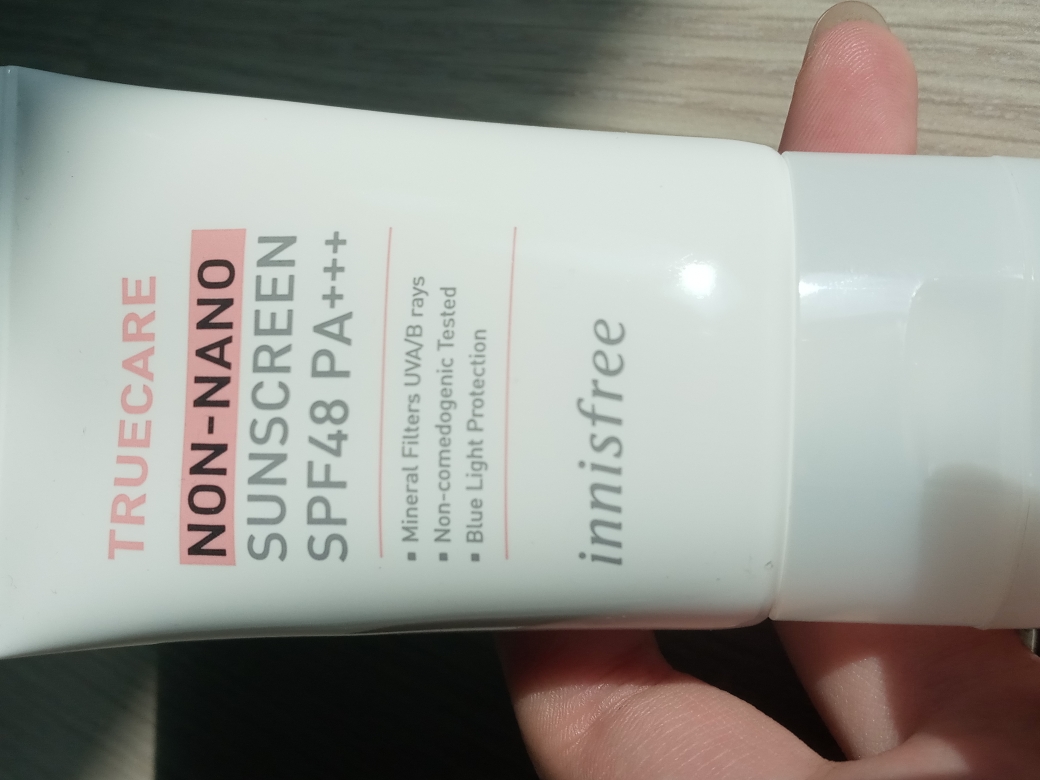 TRUECARE
NON-NANO
SUNSCREEN
SPF48 PA+++
▪ Mineral Filters UVA/B rays
▪ Non-comedogenic Tested
▪ Blue Light Protection
innisfree